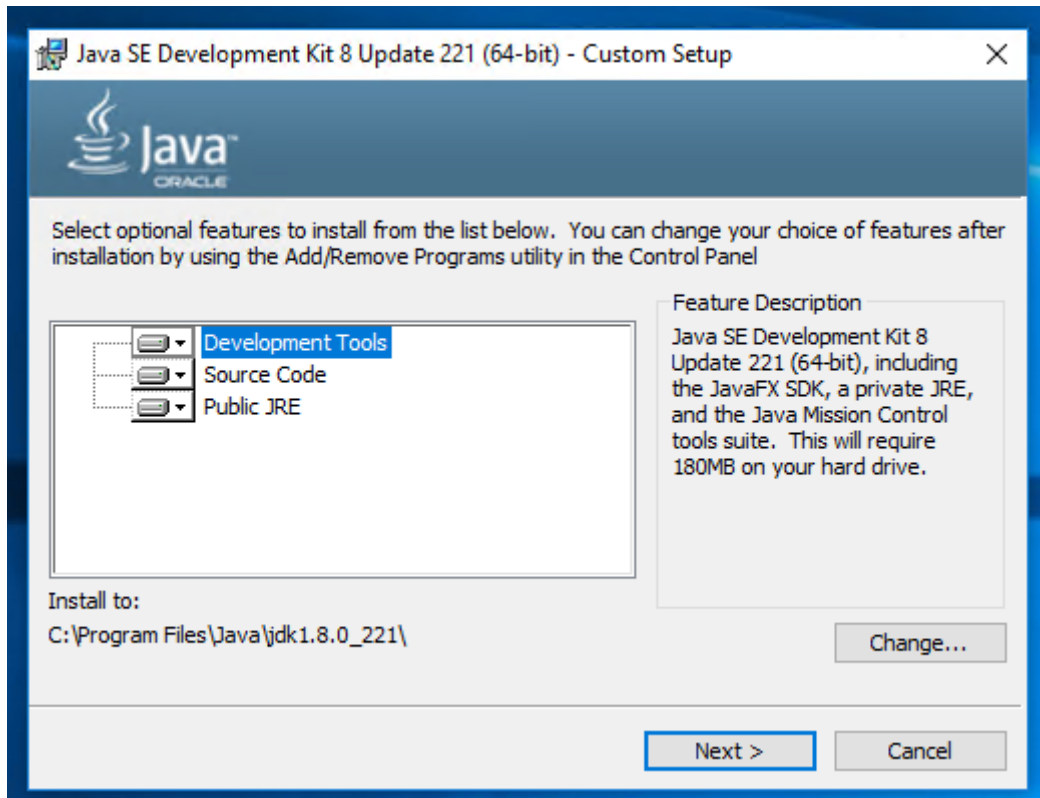 Java SE Development Kit 8 Update 221 (64-bit) - Custom Setup
Java™
ORACLE
Select optional features to install from the list below.  You can change your choice of features after
installation by using the Add/Remove Programs utility in the Control Panel
Development Tools
Source Code
Public JRE
Feature Description
Java SE Development Kit 8
Update 221 (64-bit), including
the JavaFX SDK, a private JRE,
and the Java Mission Control
tools suite.  This will require
180MB on your hard drive.
Install to:
C:\Program Files\Java\jdk1.8.0_221\
Change...
Next >
Cancel